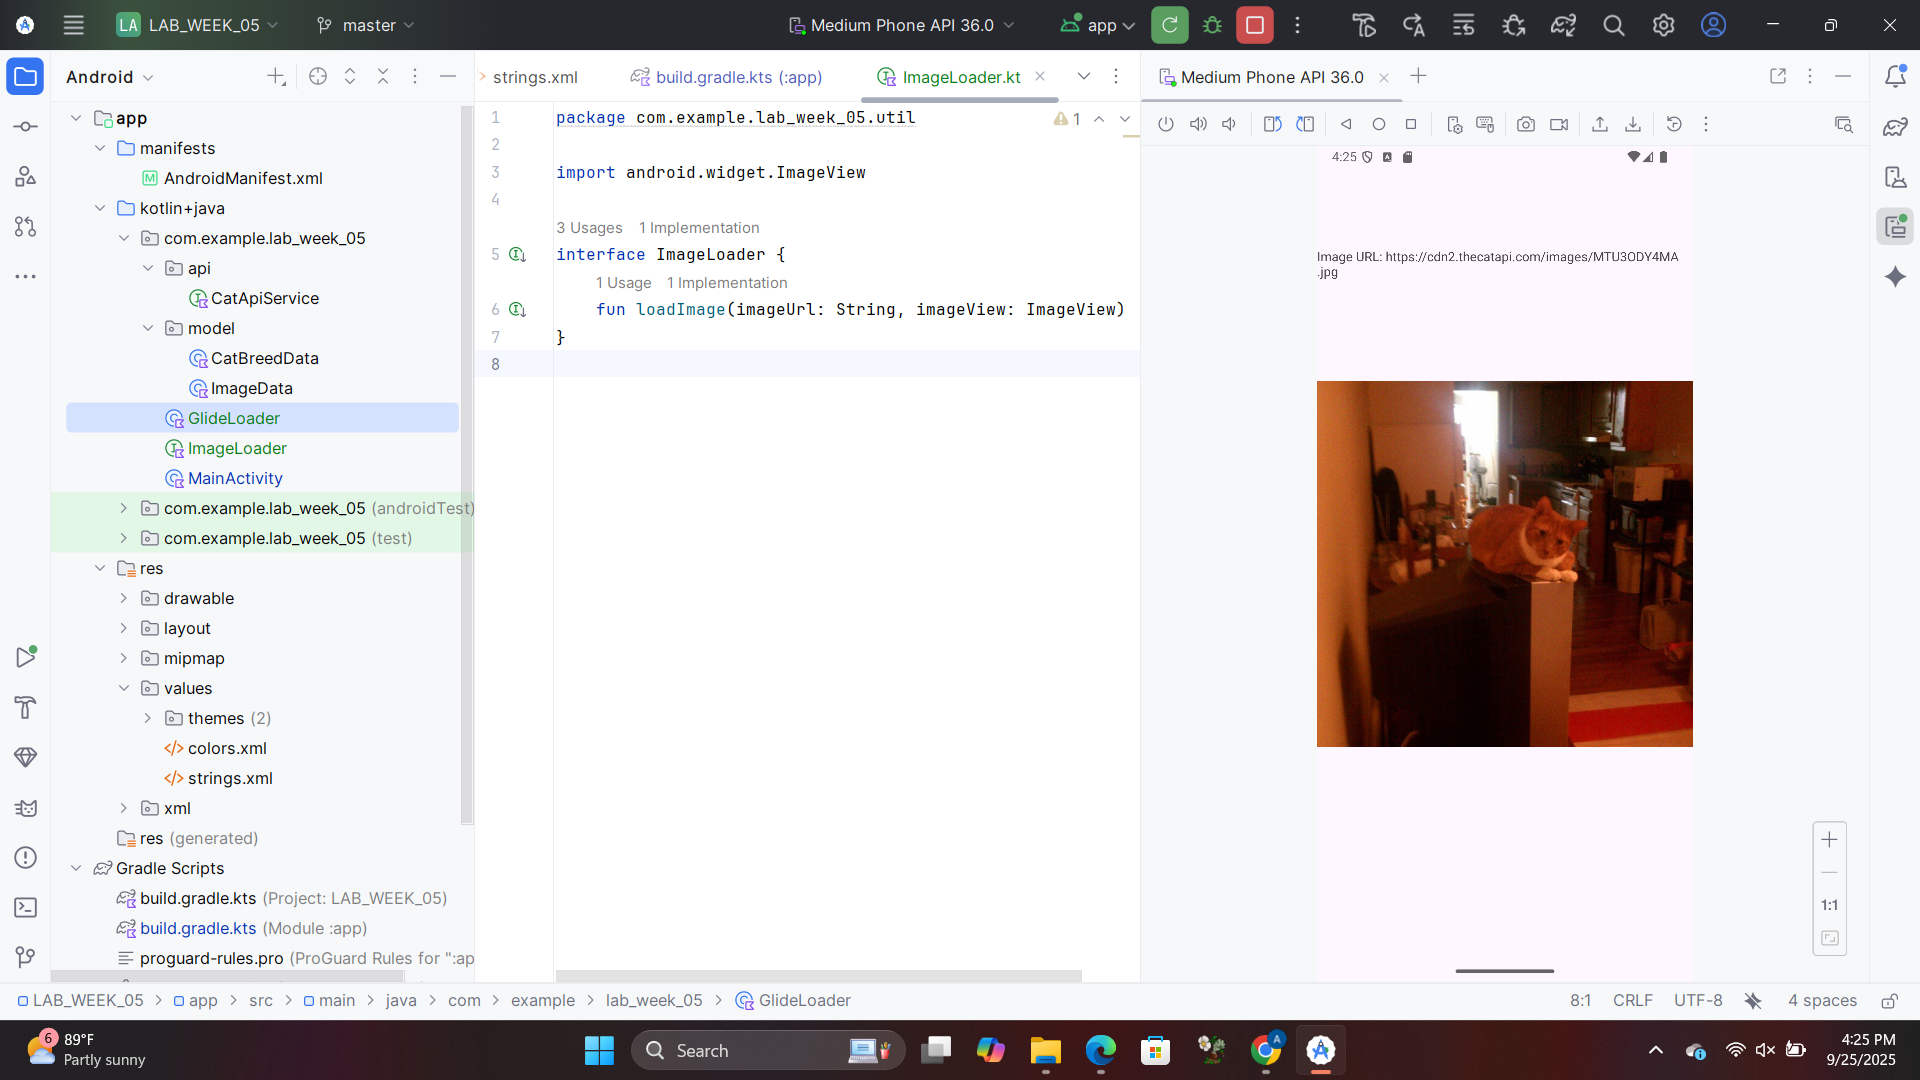 LA LAB_WEEK_05 master Medium Phone API 36.0 app
Android
strings.xml build.gradle.kts (:app) ImageLoader.kt
Medium Phone API 36.0
app
manifests
AndroidManifest.xml
kotlin+java
com.example.lab_week_05
api
CatApiService
model
CatBreedData
ImageData
GlideLoader
ImageLoader
MainActivity
com.example.lab_week_05 (androidTest)
com.example.lab_week_05 (test)
res
drawable
layout
mipmap
values
themes (2)
colors.xml
strings.xml
xml
res (generated)
Gradle Scripts
build.gradle.kts (Project: LAB_WEEK_05)
build.gradle.kts (Module :app)
proguard-rules.pro (ProGuard Rules for ":ap
1 package com.example.lab_week_05.util
1
2
3 import android.widget.ImageView
4
3 Usages 1 Implementation
5 interface ImageLoader {
1 Usage 1 Implementation
6 fun loadImage(imageUrl: String, imageView: ImageView)
7 }
8
4:25
Image URL: https://cdn2.thecatapi.com/images/MTU3ODY4MA
.jpg
1:1
LAB_WEEK_05 > app > src > main > java > com > example > lab_week_05 > GlideLoader
8:1 CRLF UTF-8 4 spaces
6
89°F
Partly sunny
Search
A
4:25 PM
9/25/2025